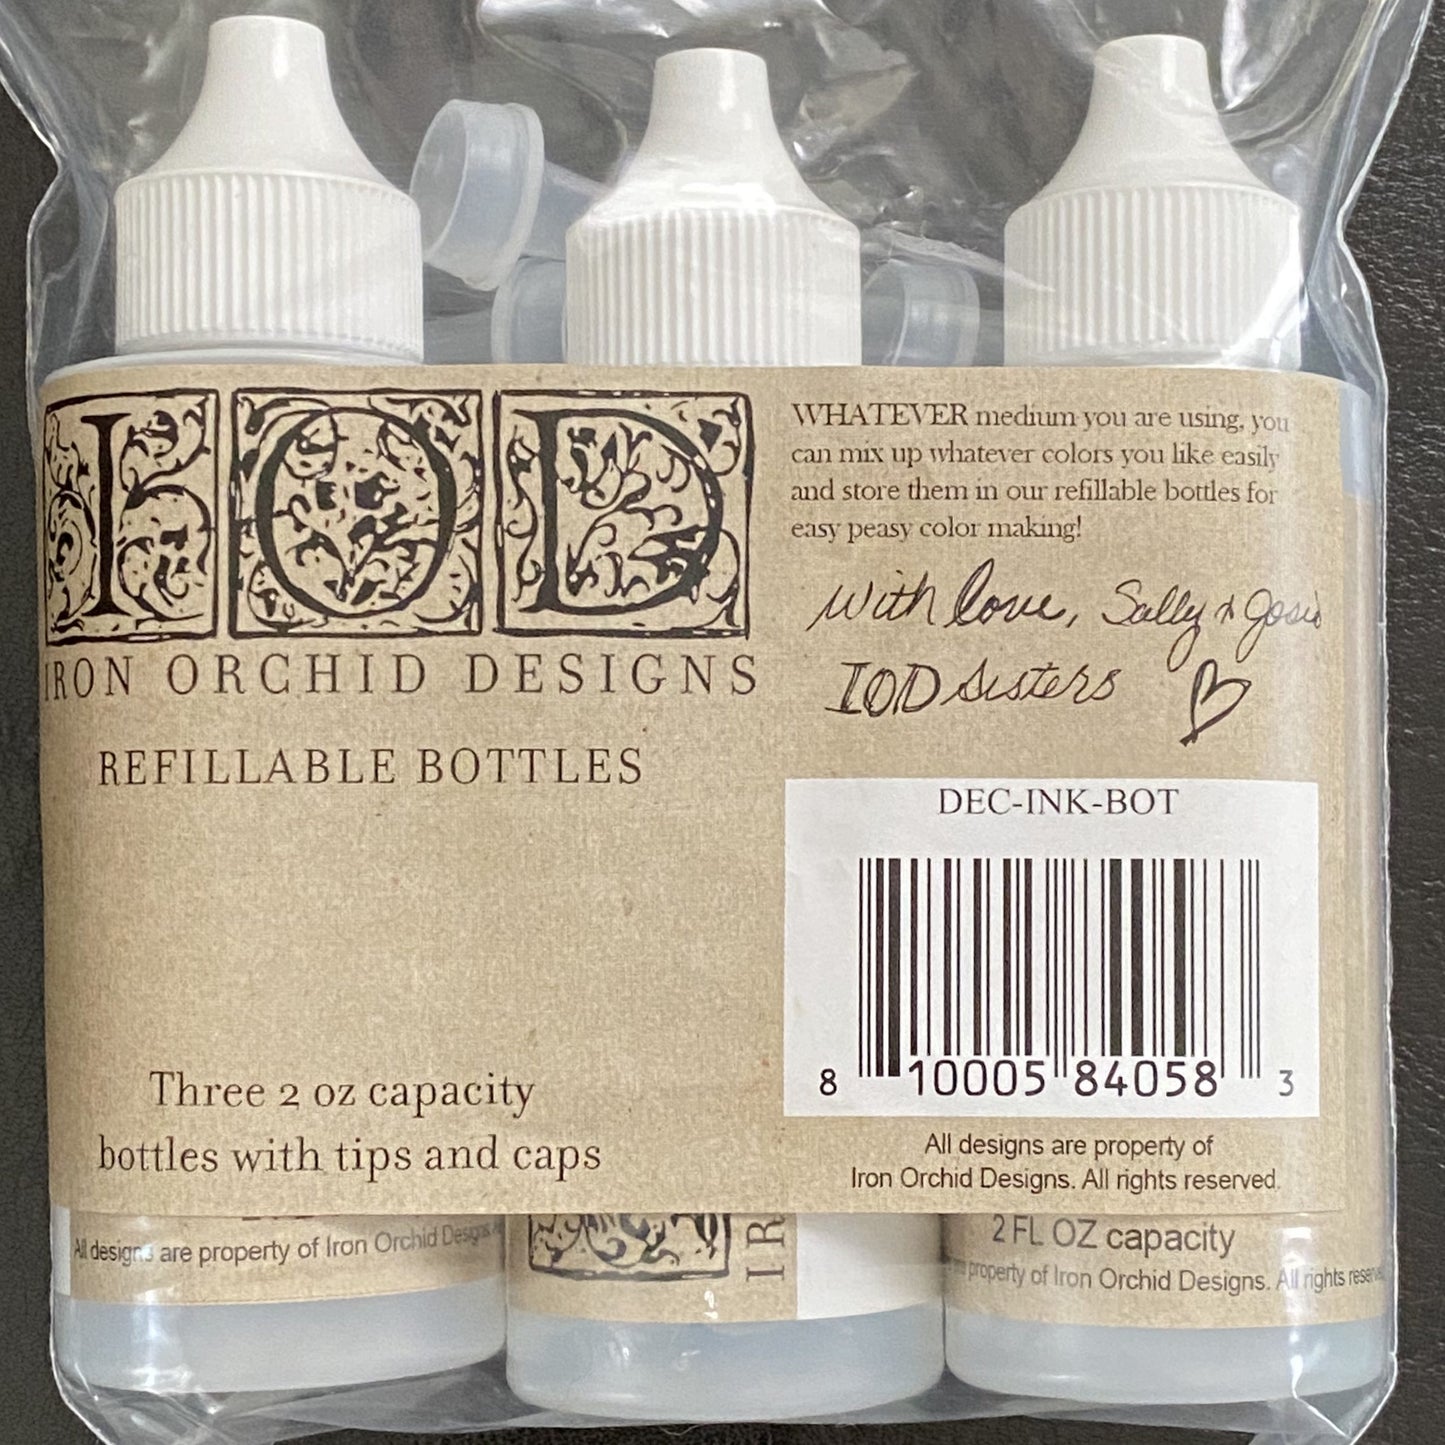 IOD
IRON ORCHID DESIGNS
REFILLABLE BOTTLES
Three 2 oz capacity
bottles with tips and caps
WHATEVER medium you are using, you
can mix up whatever colors you like easily
and store them in our refillable bottles for
easy peasy color making!
With love, Sally & Josie
IOD Sisters
DEC-INK-BOT
8 10005 84058 3
All designs are property of
Iron Orchid Designs. All rights reserved.
All designs are property of Iron Orchid Designs
IR
2 FL OZ capacity
property of Iron Orchid Designs. All rights